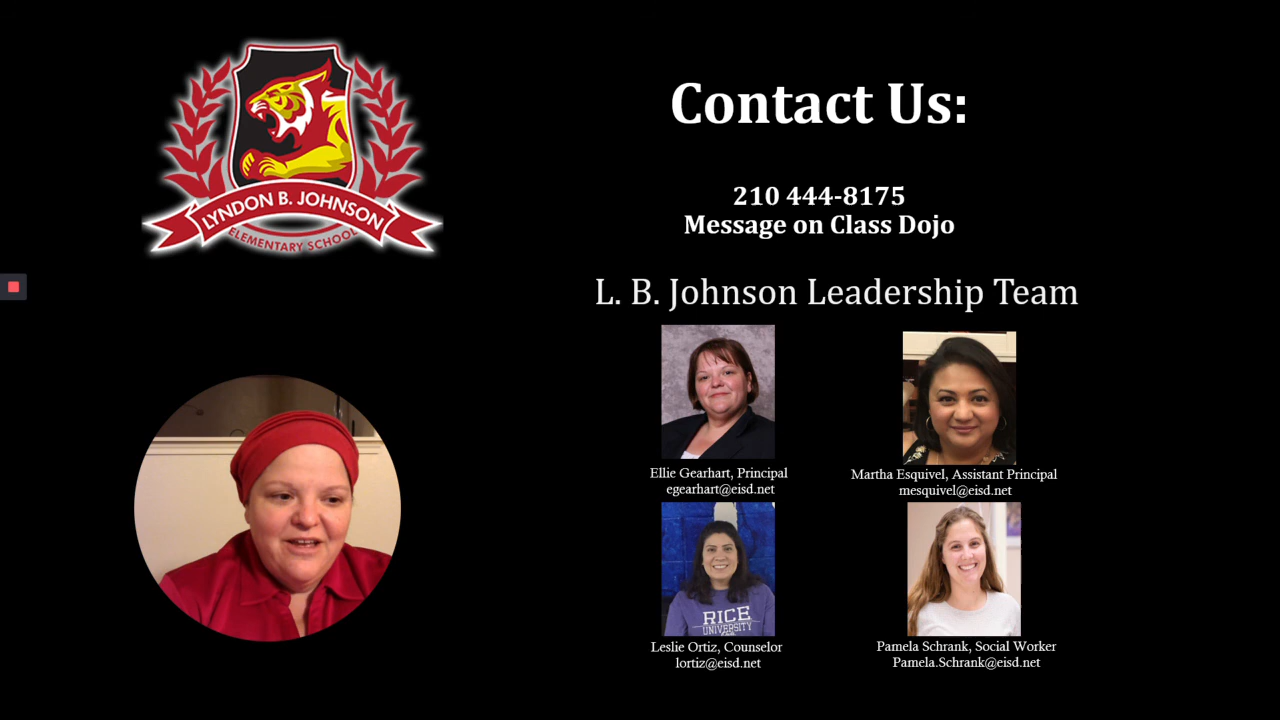 LYNDON B. JOHNSON
ELEMENTARY SCHOOL
Contact Us:
210 444-8175
Message on Class Dojo
L. B. Johnson Leadership Team
Ellie Gearhart, Principal
egearhart@eisd.net
Martha Esquivel, Assistant Principal
mesquivel@eisd.net
RICE
UNIVERSITY
Leslie Ortiz, Counselor
lortiz@eisd.net
Pamela Schrank, Social Worker
Pamela.Schrank@eisd.net